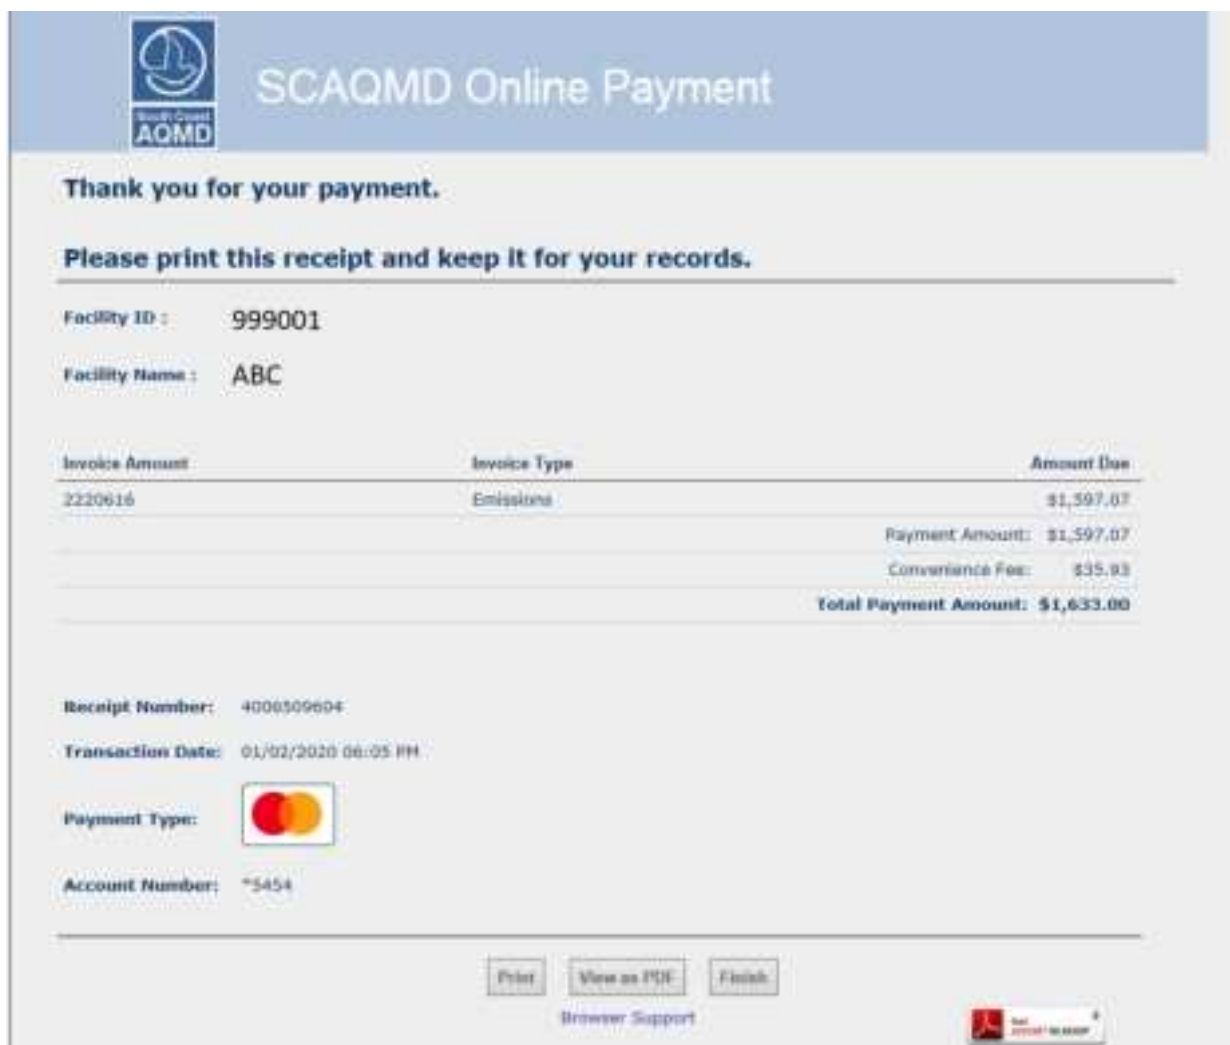 South Coast
AQMD
SCAQMD Online Payment
Thank you for your payment.
Please print this receipt and keep it for your records.
Facility ID : 999001
Facility Name : ABC
Invoice Amount Invoice Type Amount Due
2220616 Emissions $1,597.07
Payment Amount: $1,597.07
Convenience Fee: $35.93
Total Payment Amount: $1,633.00
Receipt Number: 4000509604
Transaction Date: 01/02/2020 06:05 PM
Payment Type:
Account Number: *5454
Print View as PDF Finish
Browser Support